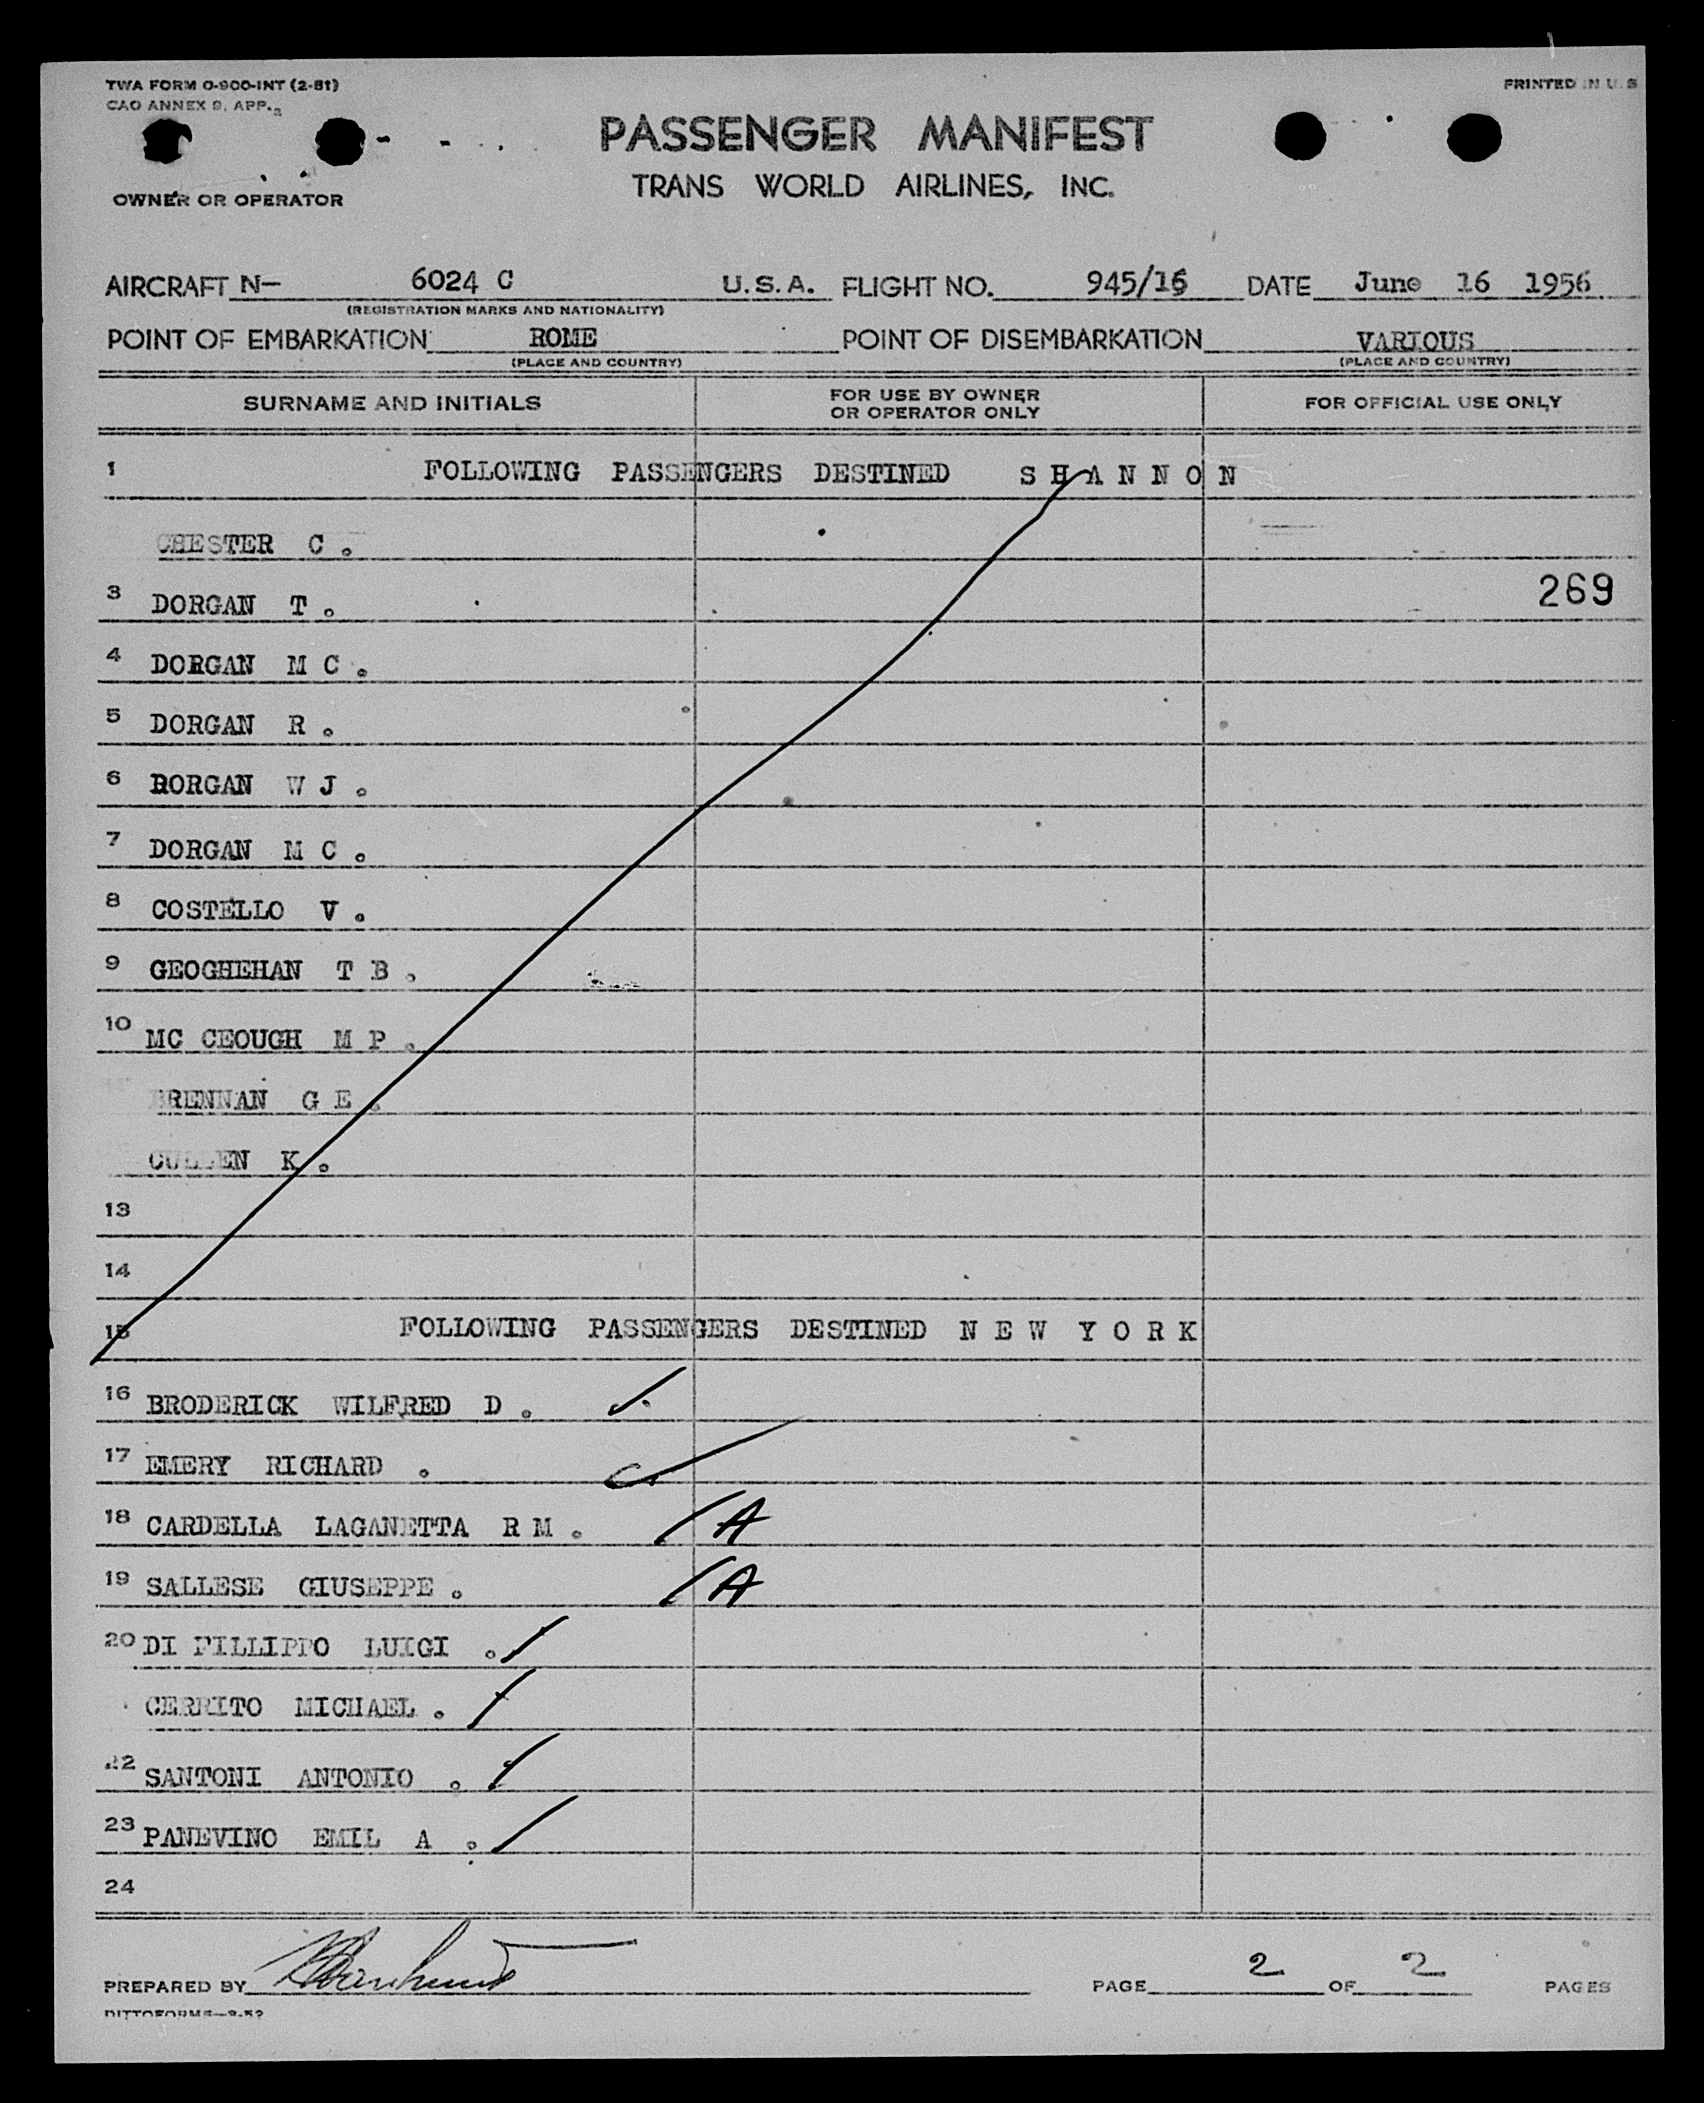 TWA FORM O-900-INT (2-51)
CAO ANNEX 9, APP. 2
PRINTED IN U. S
PASSENGER MANIFEST
TRANS WORLD AIRLINES, INC.
OWNER OR OPERATOR
AIRCRAFT N- 6024 C U.S.A. FLIGHT NO. 945/15 DATE June 16 1956
(REGISTRATION MARKS AND NATIONALITY)
POINT OF EMBARKATION ROME POINT OF DISEMBARKATION VARIOUS
(PLACE AND COUNTRY) (PLACE AND COUNTRY)
SURNAME AND INITIALS FOR USE BY OWNER OR OPERATOR ONLY FOR OFFICIAL USE ONLY
1 FOLLOWING PASSENGERS DESTINED S H A N N O N
CHESTER C.
3 DORGAN T. 269
4 DORGAN M C.
5 DORGAN R.
6 DORGAN W J.
7 DORGAN M C.
8 COSTELLO V.
9 GEOGHEHAN T B.
10 MC CEOUGH M P.
BRENNAN G E.
CULLEN K.
13
14
15 FOLLOWING PASSENGERS DESTINED N E W Y O R K
16 BRODERICK WILFRED D.
17 EMERY RICHARD.
18 CARDELLA LAGANETTA R M. A
19 SALLESE GIUSEPPE. A
20 DI FILLIPPO LUIGI.
CERRITO MICHAEL.
22 SANTONI ANTONIO.
23 PANEVINO EMIL A.
24
PREPARED BY PAGE 2 OF 2 PAGES
DITTOFORMS-9-52